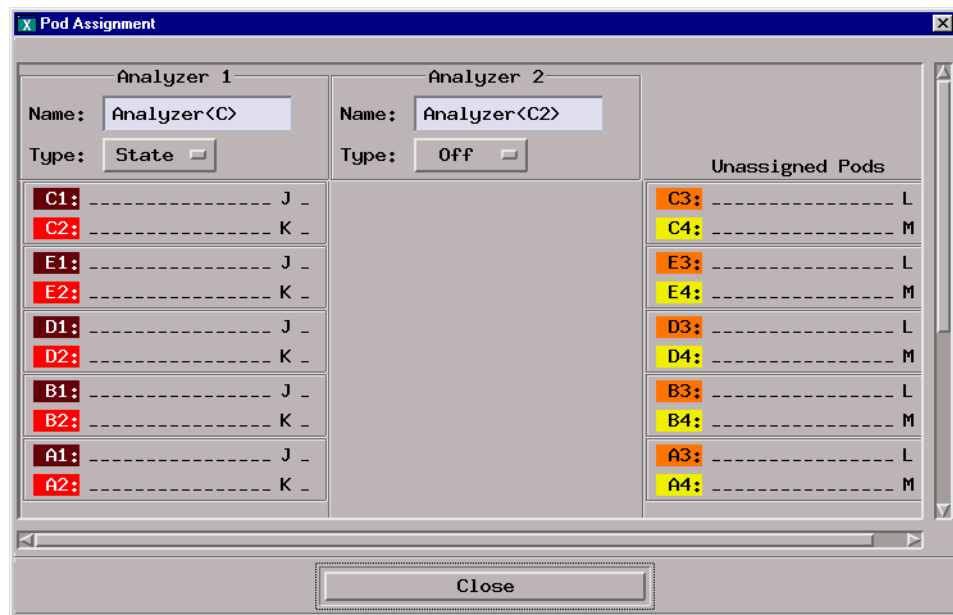 Pod Assignment
Analyzer 1 Analyzer 2
Name: Analyzer<C> Name: Analyzer<C2>
Type: State Type: Off
Unassigned Pods
C1: _ _ _ _ _ _ _ _ _ _ _ _ _ _ _ _ J _ C3: _ _ _ _ _ _ _ _ _ _ _ _ _ _ _ _ L
C2: _ _ _ _ _ _ _ _ _ _ _ _ _ _ _ _ K _ C4: _ _ _ _ _ _ _ _ _ _ _ _ _ _ _ _ M
E1: _ _ _ _ _ _ _ _ _ _ _ _ _ _ _ _ J _ E3: _ _ _ _ _ _ _ _ _ _ _ _ _ _ _ _ L
E2: _ _ _ _ _ _ _ _ _ _ _ _ _ _ _ _ K _ E4: _ _ _ _ _ _ _ _ _ _ _ _ _ _ _ _ M
D1: _ _ _ _ _ _ _ _ _ _ _ _ _ _ _ _ J _ D3: _ _ _ _ _ _ _ _ _ _ _ _ _ _ _ _ L
D2: _ _ _ _ _ _ _ _ _ _ _ _ _ _ _ _ K _ D4: _ _ _ _ _ _ _ _ _ _ _ _ _ _ _ _ M
B1: _ _ _ _ _ _ _ _ _ _ _ _ _ _ _ _ J _ B3: _ _ _ _ _ _ _ _ _ _ _ _ _ _ _ _ L
B2: _ _ _ _ _ _ _ _ _ _ _ _ _ _ _ _ K _ B4: _ _ _ _ _ _ _ _ _ _ _ _ _ _ _ _ M
A1: _ _ _ _ _ _ _ _ _ _ _ _ _ _ _ _ J _ A3: _ _ _ _ _ _ _ _ _ _ _ _ _ _ _ _ L
A2: _ _ _ _ _ _ _ _ _ _ _ _ _ _ _ _ K _ A4: _ _ _ _ _ _ _ _ _ _ _ _ _ _ _ _ M
Close